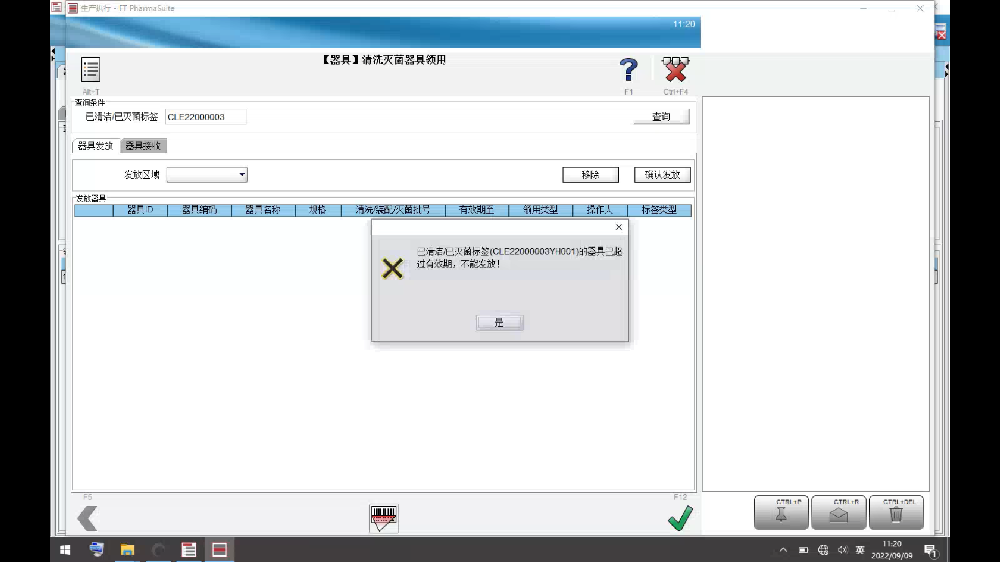 生产执行 - FT PharmaSuite
11:20
【器具】清洗灭菌器具领用
Alt+T
F1
Ctrl+F4
查询条件
已清洁/已灭菌标签 CLE22000003 查询
器具发放 器具接收
发放区域 移除 确认发放
发放器具
器具ID 器具编码 器具名称 规格 清洗/装配/灭菌批号 有效期至 领用类型 操作人 标签类型
已清洁/已灭菌标签(CLE22000003YH001)的器具已超
过有效期，不能发放！
是
F5
F12
CTRL+P
CTRL+R
CTRL+DEL
英
11:20
2022/09/09
1